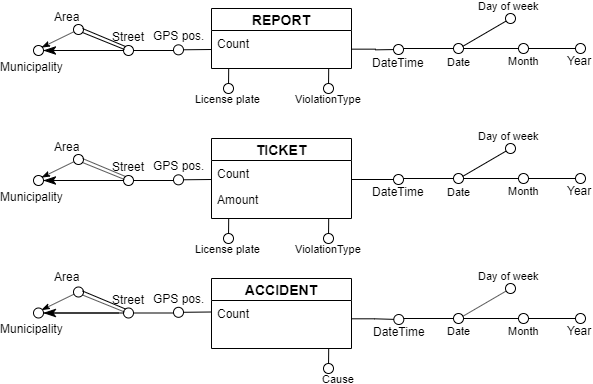 REPORT
Count
Area
Street
GPS pos.
Municipality
License plate
ViolationType
DateTime
Date
Day of week
Month
Year
TICKET
Count
Amount
Area
Street
GPS pos.
Municipality
License plate
ViolationType
DateTime
Date
Day of week
Month
Year
ACCIDENT
Count
Area
Street
GPS pos.
Municipality
Cause
DateTime
Date
Day of week
Month
Year